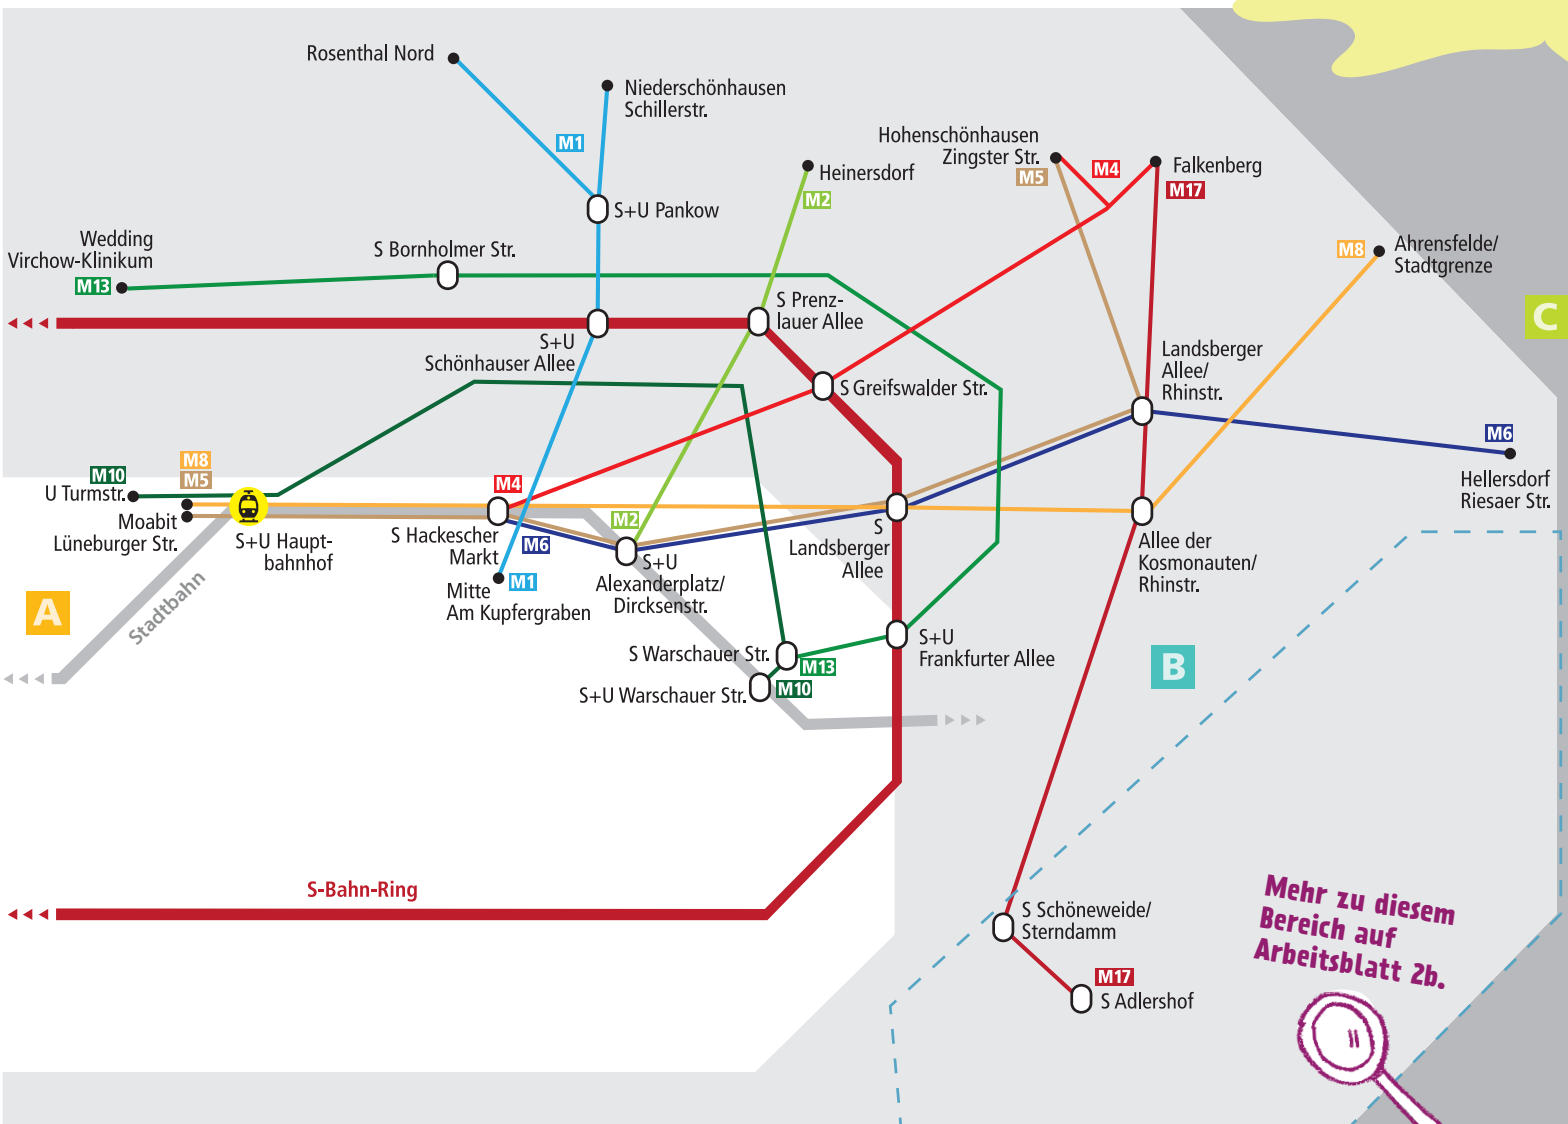 Rosenthal Nord
Niederschönhausen
Schillerstr.
M1
Hohenschönhausen
Zingster Str.
M5
M4
Falkenberg
M17
Heinersdorf
M2
S+U Pankow
Wedding
Virchow-Klinikum
M13
S Bornholmer Str.
M8
Ahrensfelde/
Stadtgrenze
C
S Prenz-
lauer Allee
S+U
Schönhauser Allee
Landsberger
Allee/
Rhinstr.
S Greifswalder Str.
M6
Hellersdorf
Riesaer Str.
M10
U Turmstr.
M8
M5
Moabit
Lüneburger Str.
S+U Haupt-
bahnhof
M4
S Hackescher
Markt
M6
M2
M1
Mitte
Am Kupfergraben
S+U
Alexanderplatz/
Dircksenstr.
S
Landsberger
Allee
Allee der
Kosmonauten/
Rhinstr.
A
Stadtbahn
B
S Warschauer Str.
M13
S+U Warschauer Str.
M10
S+U
Frankfurter Allee
S-Bahn-Ring
S Schöneweide/
Sterndamm
M17
S Adlershof
Mehr zu diesem
Bereich auf
Arbeitsblatt 2b.